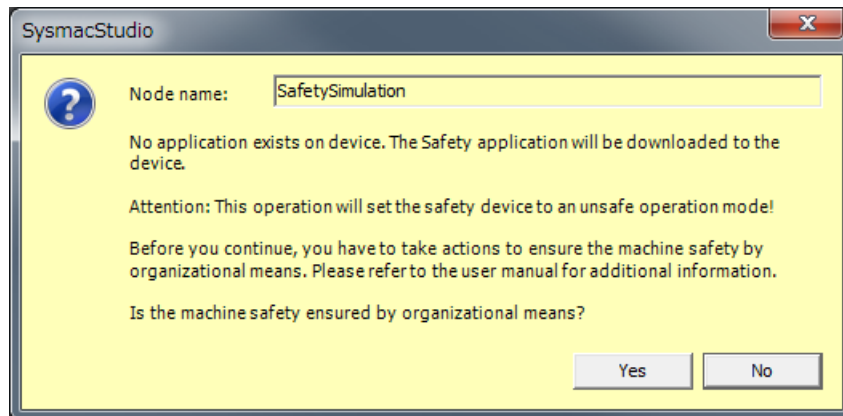 SysmacStudio
Node name: SafetySimulation
No application exists on device. The Safety application will be downloaded to the
device.
Attention: This operation will set the safety device to an unsafe operation mode!
Before you continue, you have to take actions to ensure the machine safety by
organizational means. Please refer to the user manual for additional information.
Is the machine safety ensured by organizational means?
Yes No